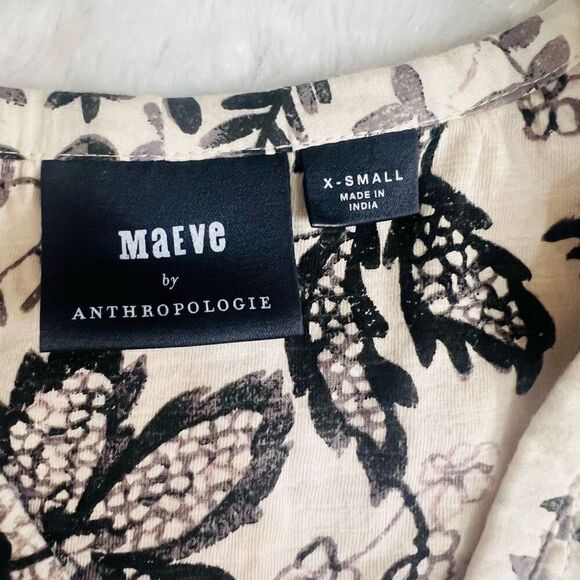 MaEVe
by
ANTHROPOLOGIE
X-SMALL
MADE IN
INDIA